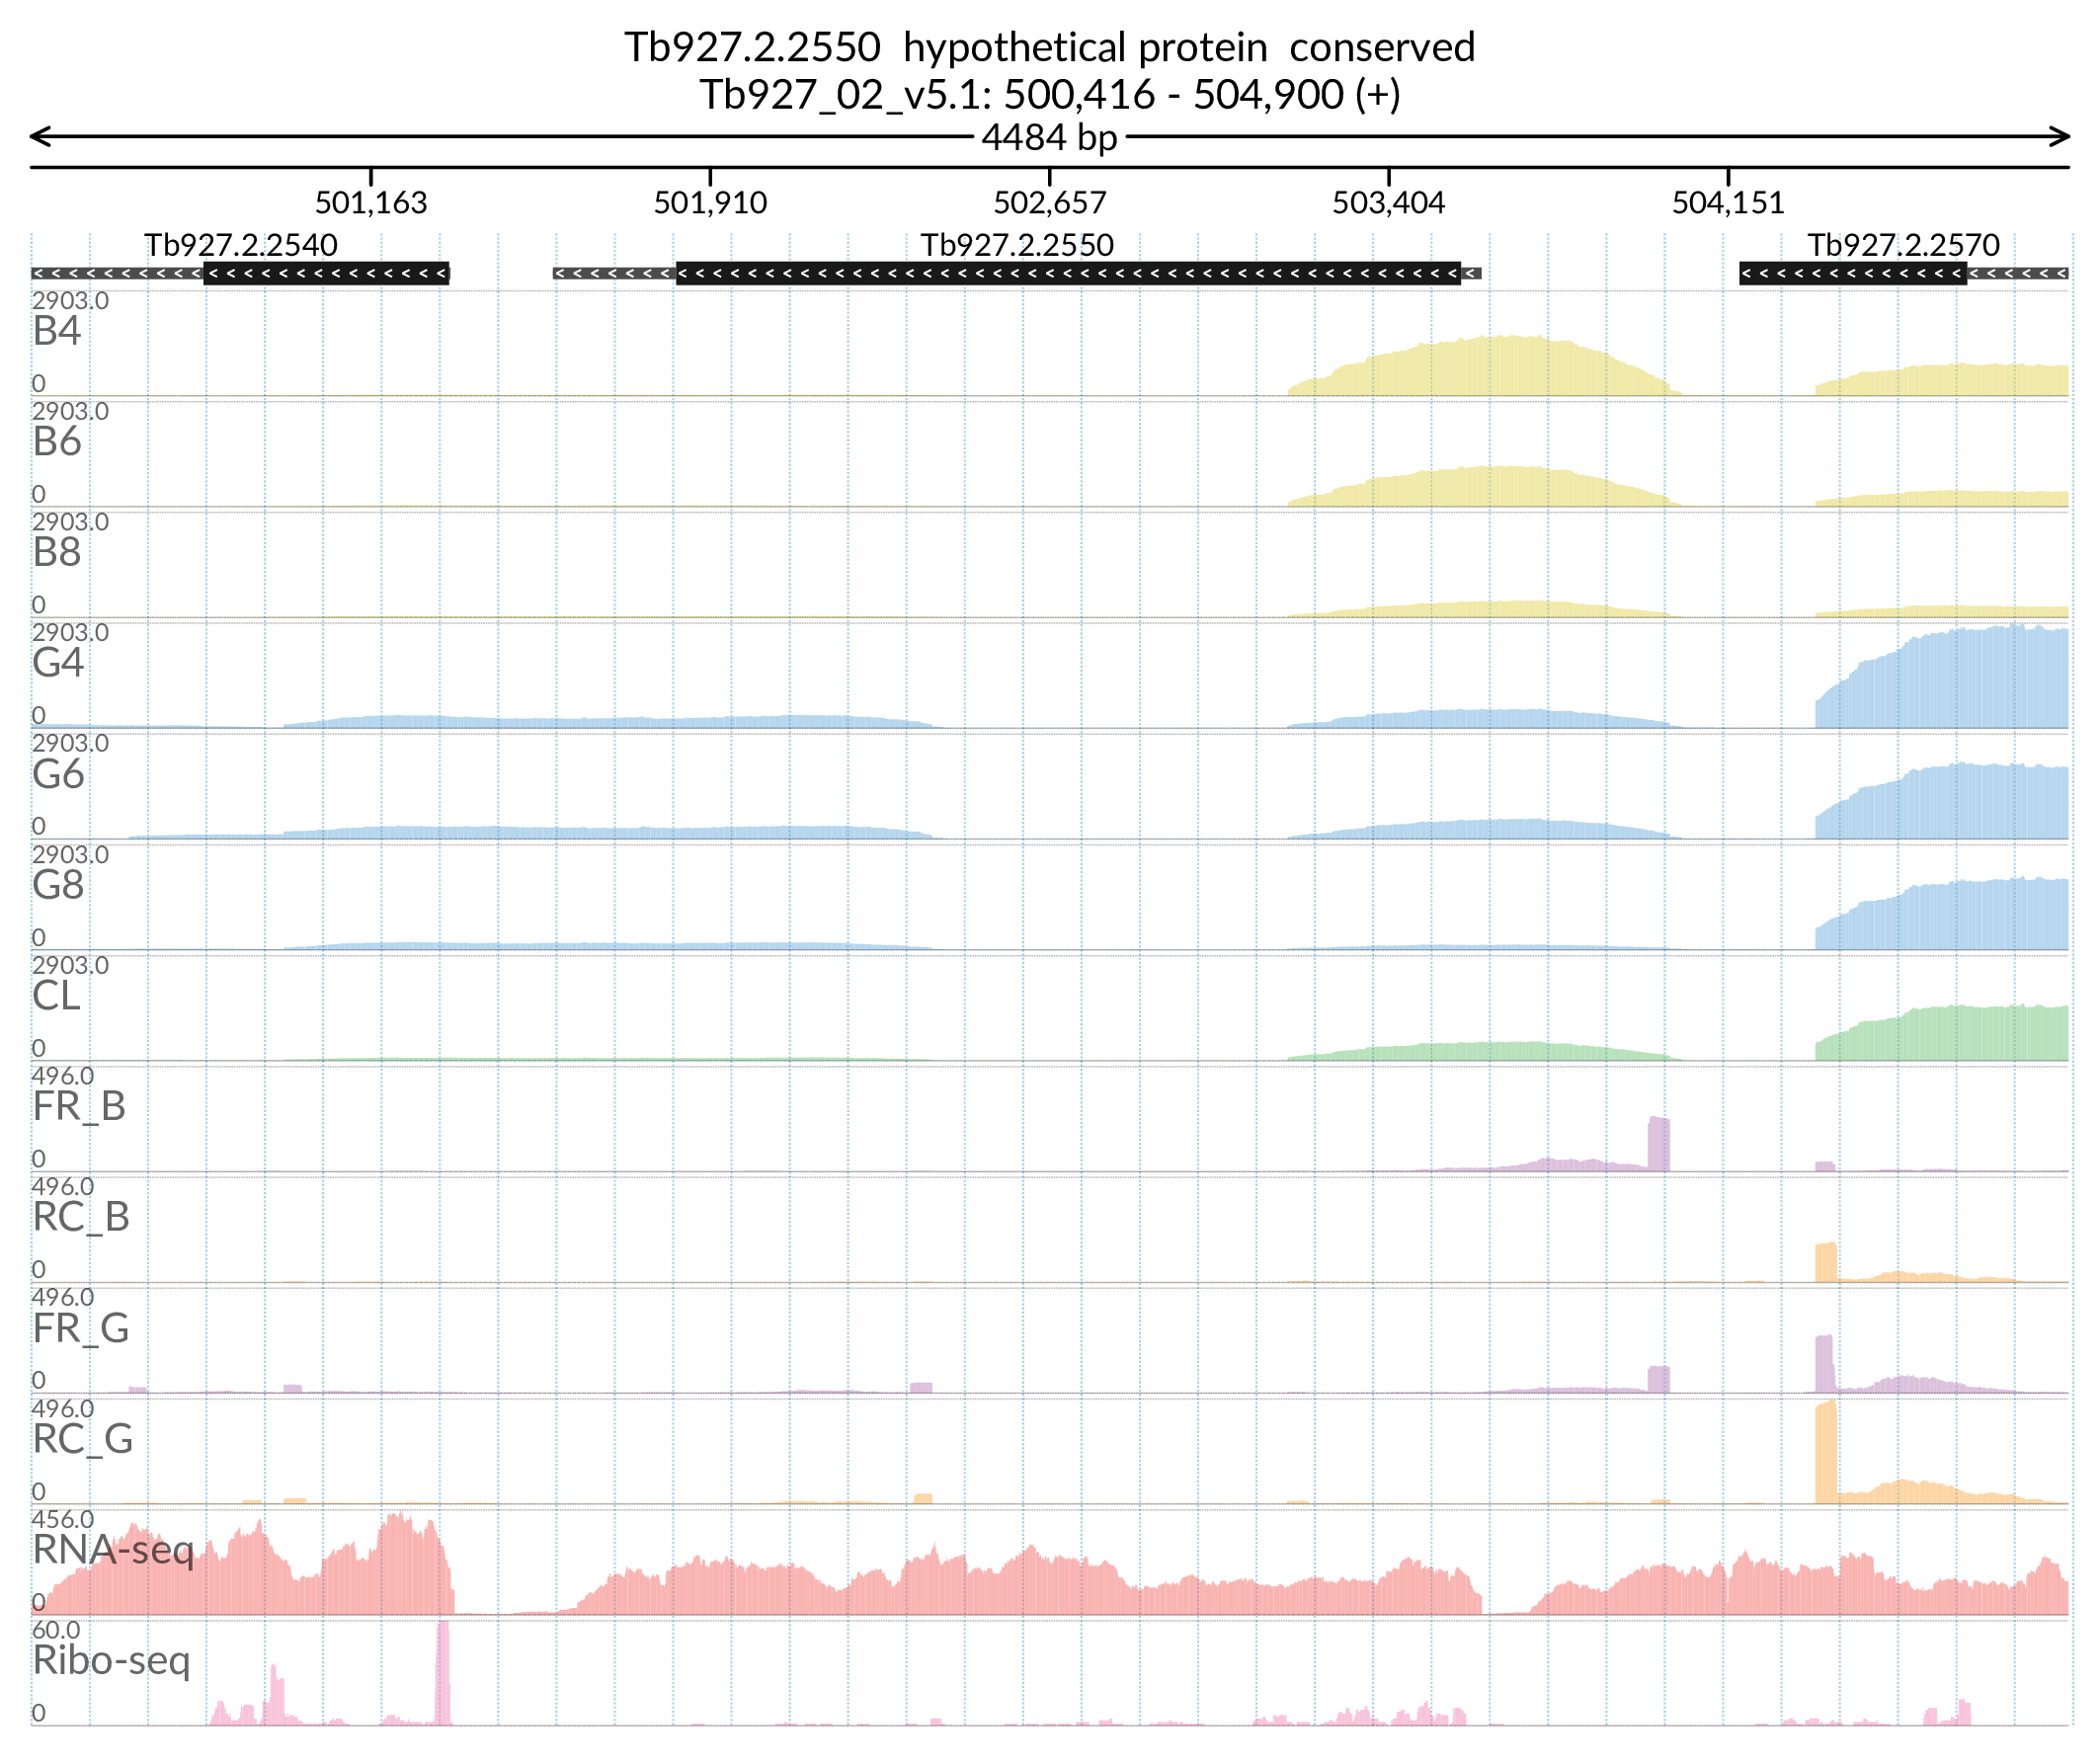 Tb927.2.2550 hypothetical protein conserved
Tb927_02_v5.1: 500,416 - 504,900 (+)
4484 bp
501,163 501,910 502,657 503,404 504,151
Tb927.2.2540 Tb927.2.2550 Tb927.2.2570
2903.0
B4
0
2903.0
B6
0
2903.0
B8
0
2903.0
G4
0
2903.0
G6
0
2903.0
G8
0
2903.0
CL
0
496.0
FR_B
0
496.0
RC_B
0
496.0
FR_G
0
496.0
RC_G
0
456.0
RNA-seq
0
60.0
Ribo-seq
0